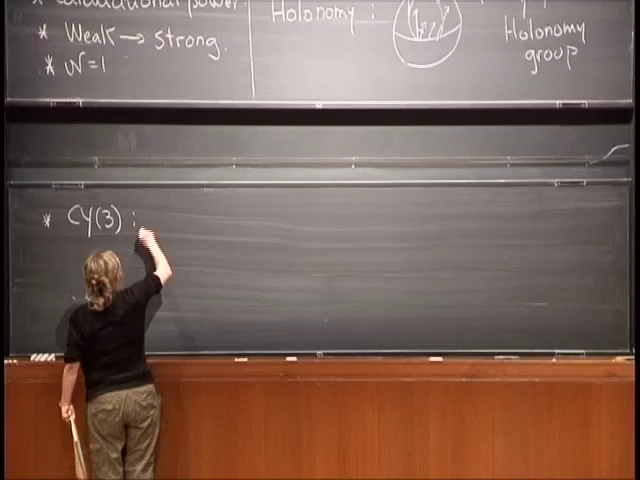 * Weak → strong.
* N=1
Holonomy :
Holonomy
group
* CY(3) :